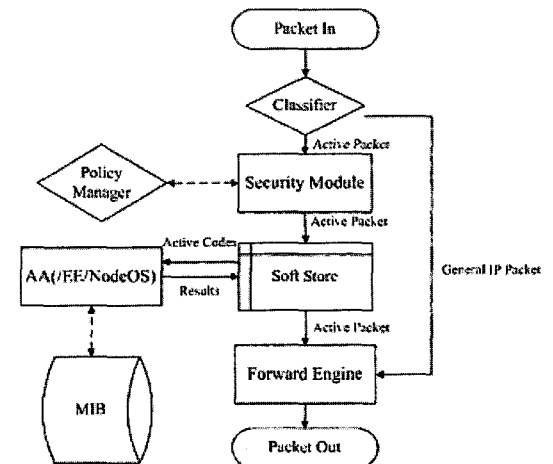 Packet In
Classifier
Active Packet
Policy
Manager
Security Module
Active Packet
Active Codes
AA(/EE/NodeOS)
Soft Store
General IP Packet
Results
Active Packet
Forward Engine
MIB
Packet Out